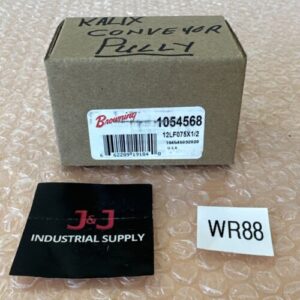 KALIX
CONVEYOR
PULLY
Browning
1054568
12LF075X1/2
U.S.A.
J&J
INDUSTRIAL SUPPLY
WR88